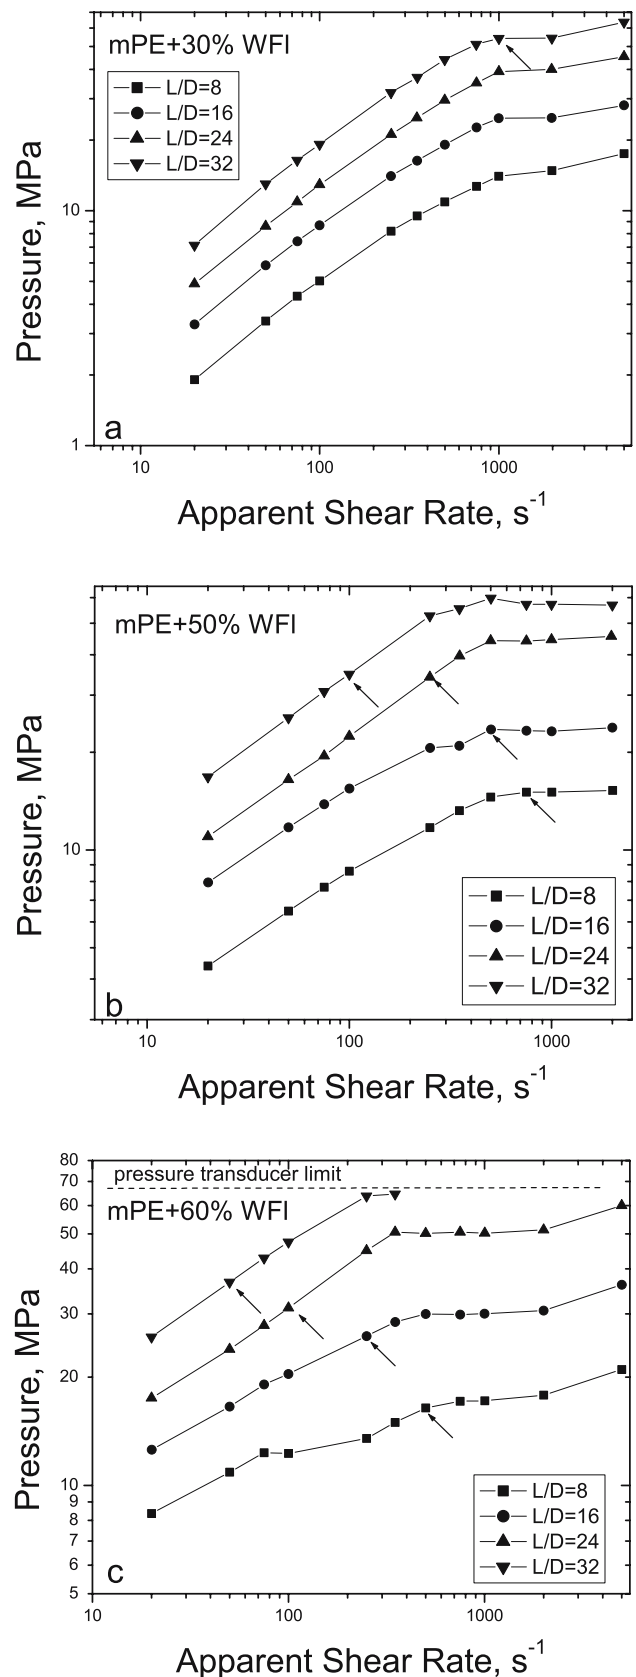 mPE+30% WFI
L/D=8
L/D=16
L/D=24
L/D=32
10
1
Pressure, MPa
a
10 100 1000
Apparent Shear Rate, s-1
mPE+50% WFI
10
Pressure, MPa
L/D=8
L/D=16
L/D=24
L/D=32
b
10 100 1000
Apparent Shear Rate, s-1
80
pressure transducer limit
70
mPE+60% WFI
60
50
40
30
20
10
9
8
7
6
5
Pressure, MPa
L/D=8
L/D=16
L/D=24
L/D=32
c
10 100 1000
Apparent Shear Rate, s-1